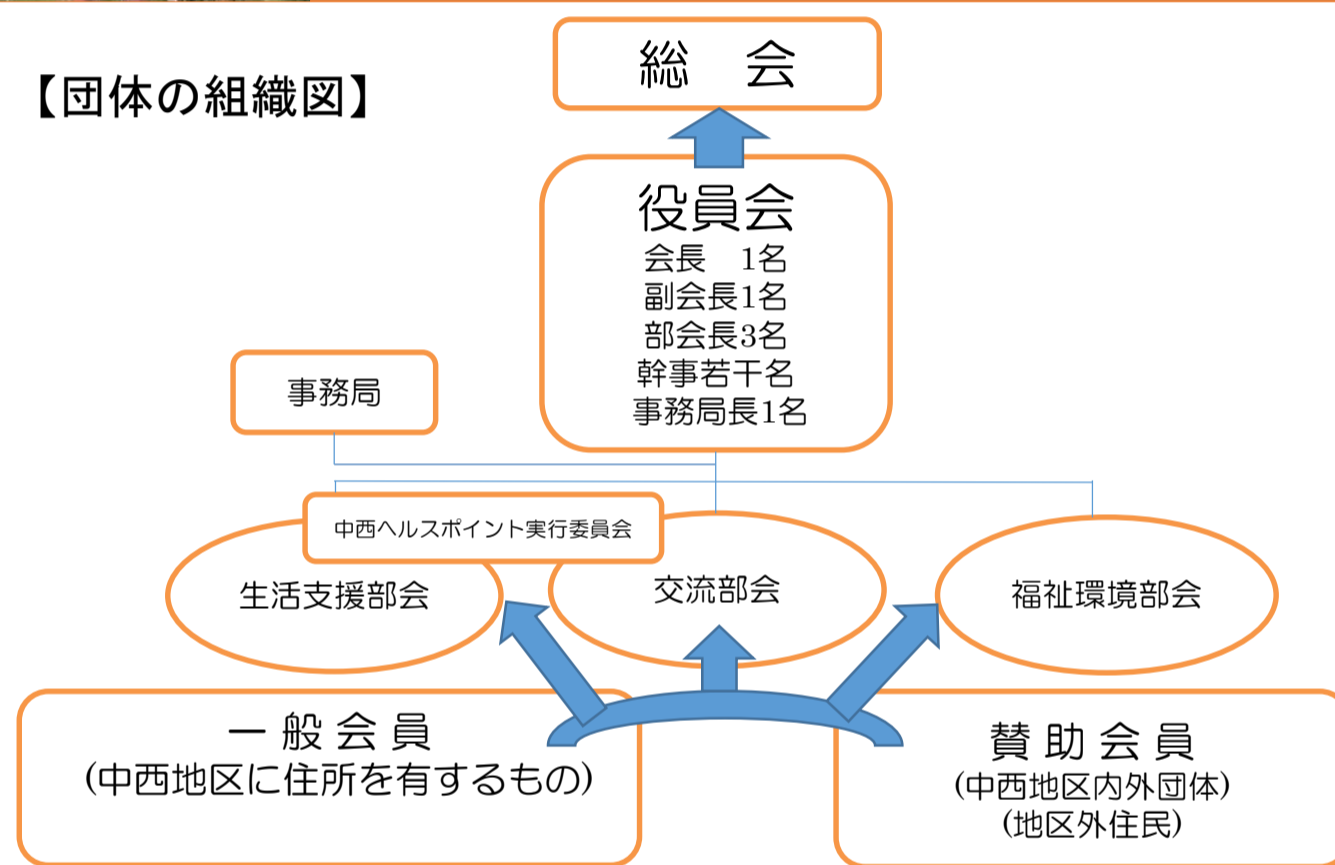 【団体の組織図】
総　会
役員会
会長　1名
副会長1名
部会長3名
幹事若干名
事務局長1名
事務局
中西ヘルスポイント実行委員会
生活支援部会
交流部会
福祉環境部会
一 般 会 員
(中西地区に住所を有するもの)
賛 助 会 員
(中西地区内外団体)
(地区外住民)